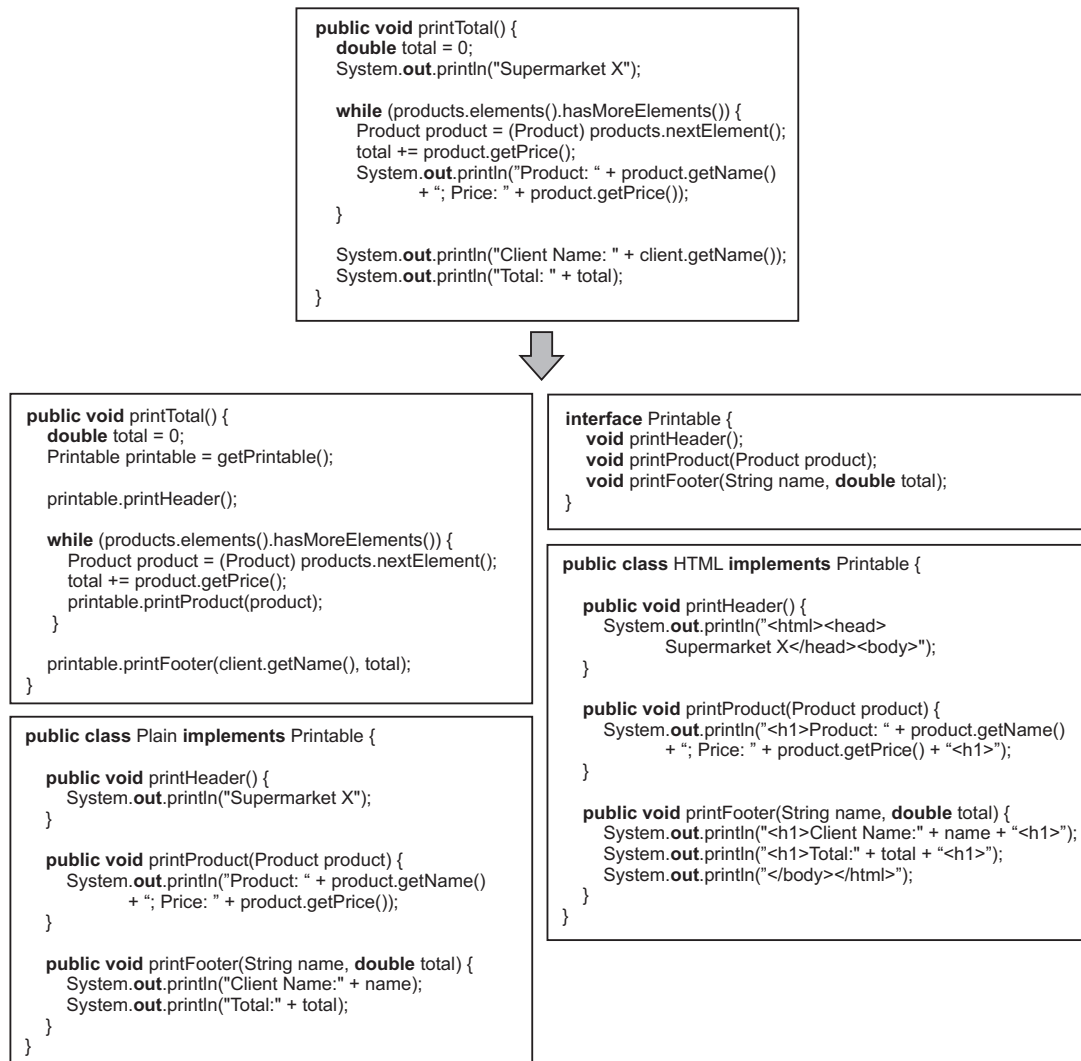 public void printTotal() {
double total = 0;
System.out.println("Supermarket X");
while (products.elements().hasMoreElements()) {
Product product = (Product) products.nextElement();
total += product.getPrice();
System.out.println(”Product: “ + product.getName()
+ “; Price: ” + product.getPrice());
}
System.out.println("Client Name: " + client.getName());
System.out.println("Total: " + total);
}
public void printTotal() {
double total = 0;
Printable printable = getPrintable();
printable.printHeader();
while (products.elements().hasMoreElements()) {
Product product = (Product) products.nextElement();
total += product.getPrice();
printable.printProduct(product);
}
printable.printFooter(client.getName(), total);
}
interface Printable {
void printHeader();
void printProduct(Product product);
void printFooter(String name, double total);
}
public class Plain implements Printable {
public void printHeader() {
System.out.println("Supermarket X");
}
public void printProduct(Product product) {
System.out.println(”Product: “ + product.getName()
+ “; Price: ” + product.getPrice());
}
public void printFooter(String name, double total) {
System.out.println("Client Name:" + name);
System.out.println("Total:" + total);
}
}
public class HTML implements Printable {
public void printHeader() {
System.out.println(”<html><head>
Supermarket X</head><body>");
}
public void printProduct(Product product) {
System.out.println(”<h1>Product: “ + product.getName()
+ “; Price: ” + product.getPrice() + “<h1>”);
}
public void printFooter(String name, double total) {
System.out.println("<h1>Client Name:" + name + “<h1>”);
System.out.println("<h1>Total:" + total + “<h1>”);
System.out.println(”</body></html>”);
}
}